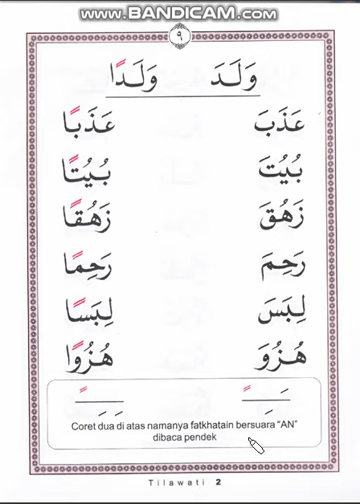 WWW.BANDICAM.COM
٩
وَلَدَ وَلَدًا
عَذَبَ عَذَبًا
بُيُتَ بُيُتًا
زَهُقَ زَهُقًا
رَحِمَ رَحِمًا
لِبَسَ لِبَسًا
هُزُوَ هُزُوًا
Coret dua di atas namanya fatkhatain bersuara “AN”
dibaca pendek
Tilawati 2